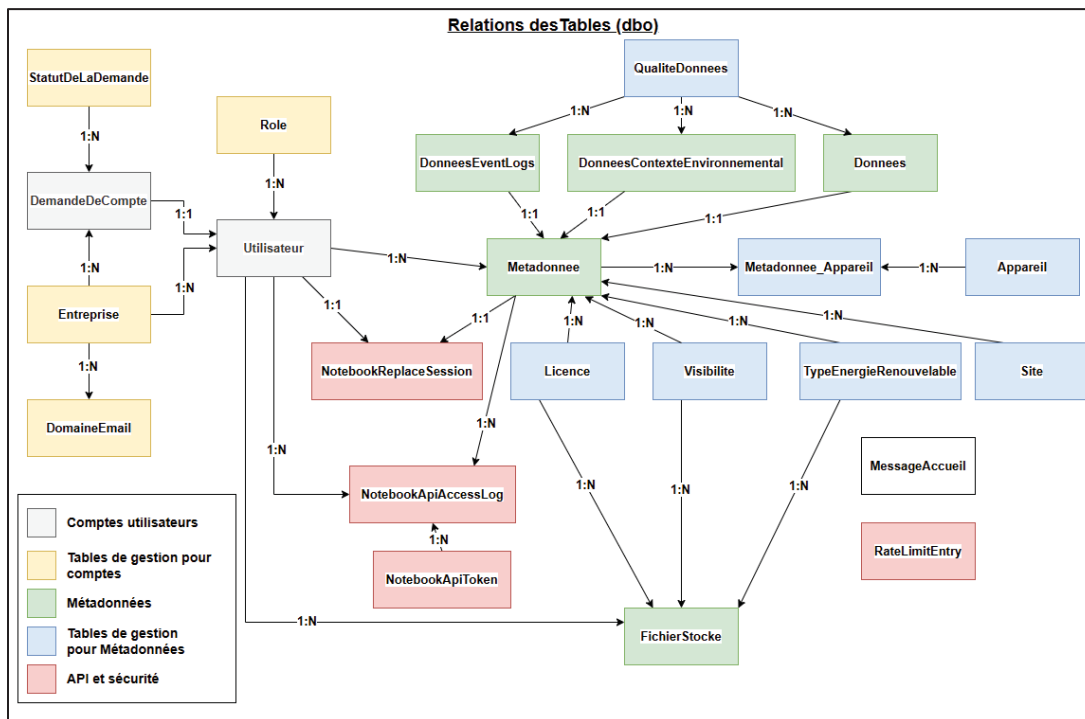 Relations desTables (dbo)
StatutDeLaDemande
QualiteDonnees
1:N
1:N
1:N
1:N
Role
DonneesEventLogs
DonneesContexteEnvironnemental
Donnees
1:N
DemandeDeCompte
1:1
1:1
1:1
1:1
Utilisateur
1:N
Metadonnee
1:N
Metadonnee_Appareil
1:N
Appareil
1:N
1:N
Entreprise
1:1
1:1
1:N
1:N
1:N
1:N
1:N
NotebookReplaceSession
Licence
Visibilite
TypeEnergieRenouvelable
Site
DomaineEmail
1:N
1:N
MessageAccueil
NotebookApiAccessLog
1:N
1:N
1:N
Comptes utilisateurs
1:N
RateLimitEntry
Tables de gestion pour
comptes
NotebookApiToken
Métadonnées
1:N
FichierStocke
Tables de gestion
pour Métadonnées
API et sécurité